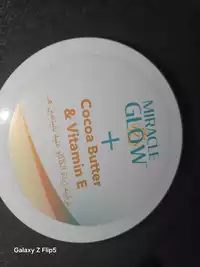 MIRACLE
GLOW
+
Cocoa Butter
& Vitamin E
Galaxy Z Flip5